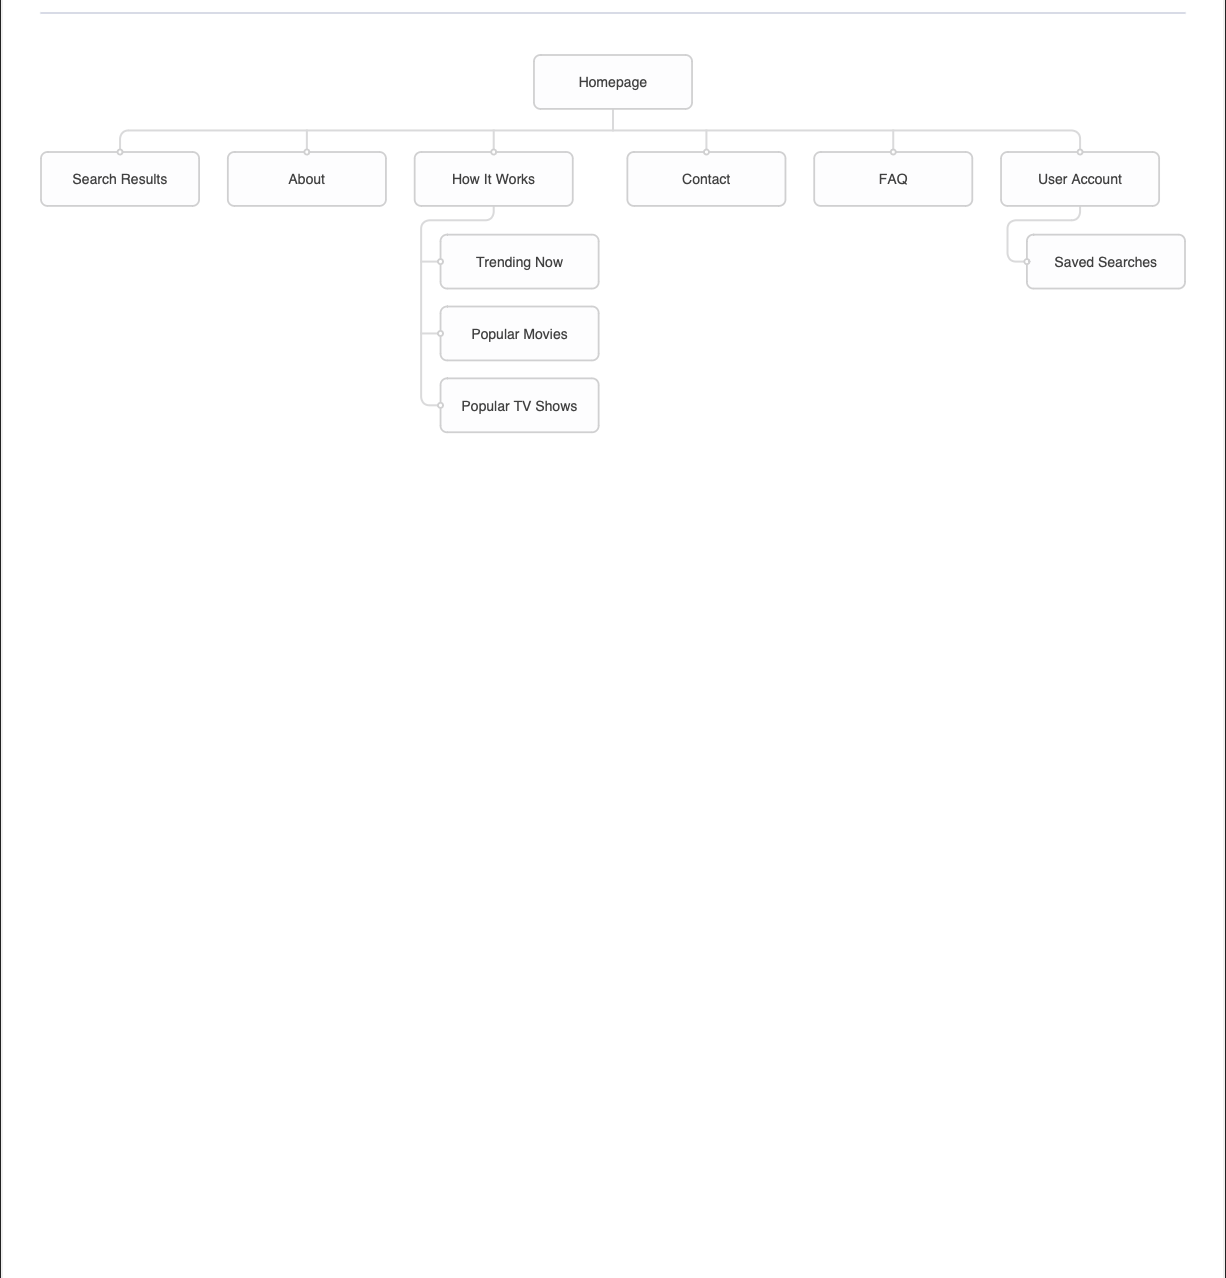 Homepage
Search Results
About
How It Works
Contact
FAQ
User Account
Trending Now
Saved Searches
Popular Movies
Popular TV Shows